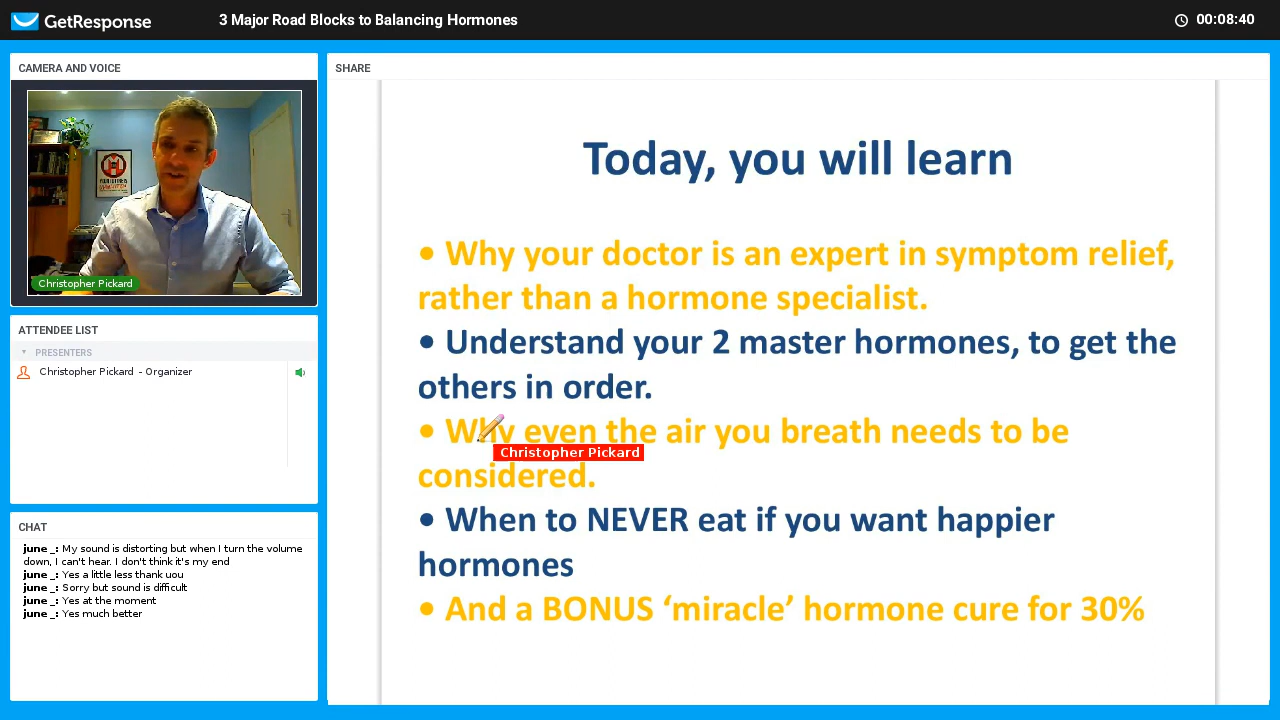 GetResponse
3 Major Road Blocks to Balancing Hormones
00:08:40
CAMERA AND VOICE
Christopher Pickard
ATTENDEE LIST
PRESENTERS
Christopher Pickard - Organizer
CHAT
june _: My sound is distorting but when I turn the volume
down, I can't hear. I don't think it's my end
june _: Yes a little less thank uou
june _: Sorry but sound is difficult
june _: Yes at the moment
june _: Yes much better
SHARE
Today, you will learn
• Why your doctor is an expert in symptom relief,
rather than a hormone specialist.
• Understand your 2 master hormones, to get the
others in order.
• Why even the air you breath needs to be
Christopher Pickard
considered.
• When to NEVER eat if you want happier
hormones
• And a BONUS ‘miracle’ hormone cure for 30%